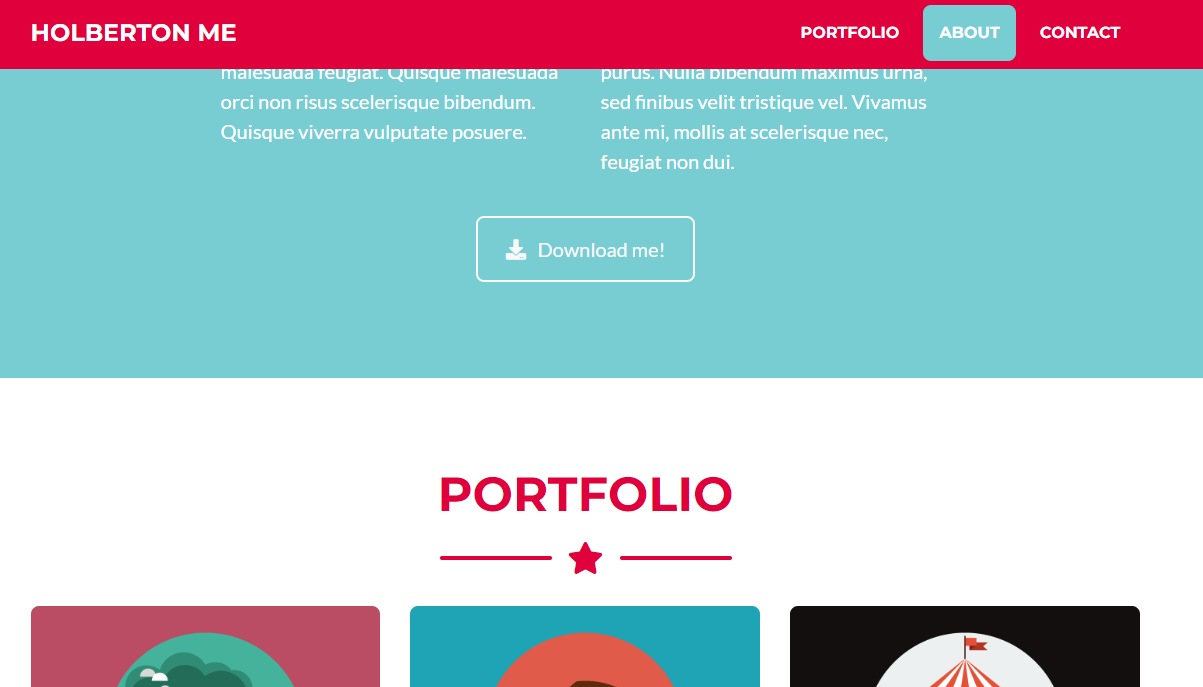 HOLBERTON ME
PORTFOLIO
ABOUT
CONTACT
malesuada feugiat. Quisque malesuada
orci non risus scelerisque bibendum.
Quisque viverra vulputate posuere.
purus. Nulla bibendum maximus urna,
sed finibus velit tristique vel. Vivamus
ante mi, mollis at scelerisque nec,
feugiat non dui.
Download me!
PORTFOLIO